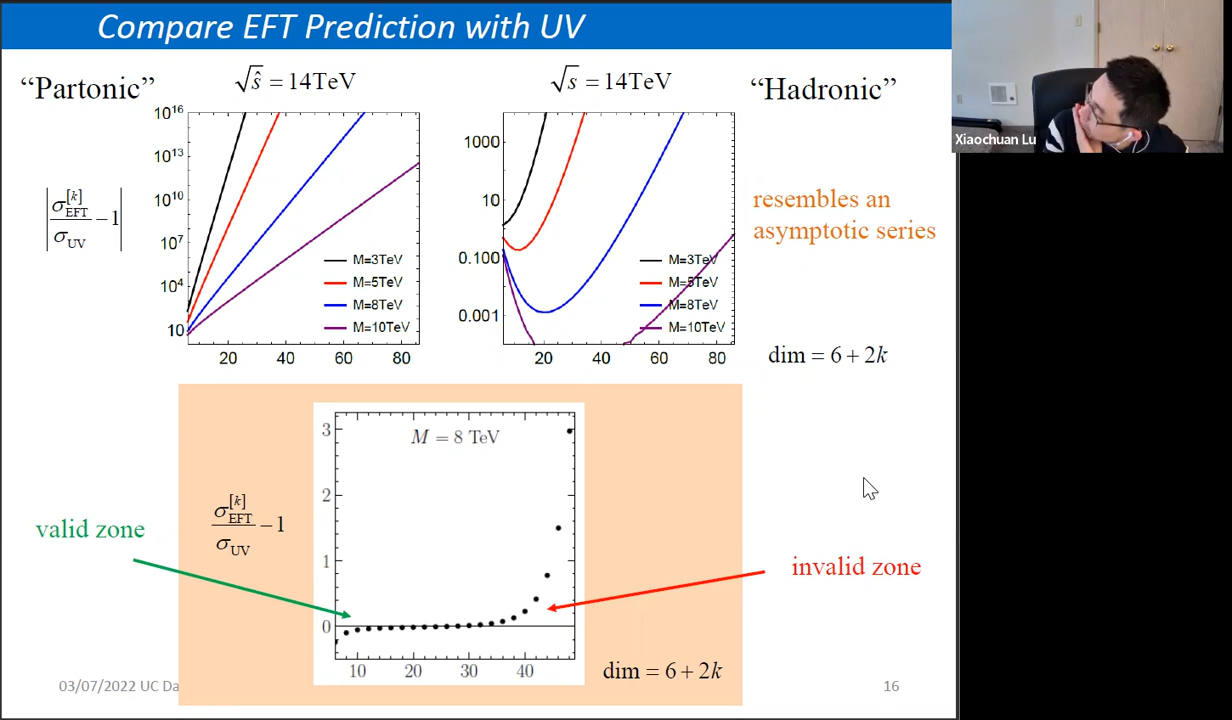 Compare EFT Prediction with UV
“Partonic”
√ŝ = 14TeV
√s = 14TeV
“Hadronic”
Xiaochuan Lu
10^16
10^13
10^10
10^7
10^4
10
|σ_EFT^[k] / σ_UV − 1|
M=3TeV
M=5TeV
M=8TeV
M=10TeV
20 40 60 80
1000
10
0.100
0.001
M=3TeV
M=5TeV
M=8TeV
M=10TeV
20 40 60 80
resembles an
asymptotic series
dim = 6 + 2k
M = 8 TeV
3
2
1
0
10 20 30 40
σ_EFT^[k] / σ_UV − 1
valid zone
invalid zone
dim = 6 + 2k
03/07/2022 UC Da
16